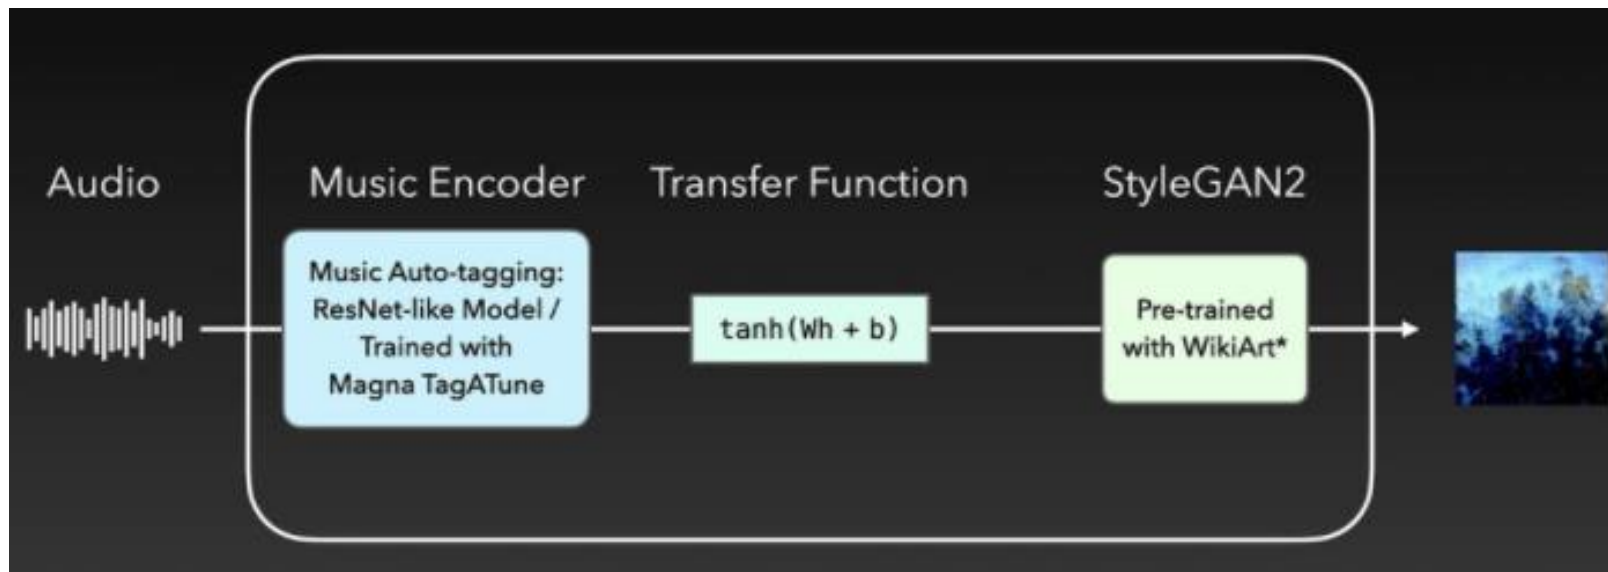 Audio
Music Encoder
Transfer Function
StyleGAN2
Music Auto-tagging:
ResNet-like Model /
Trained with
Magna TagATune
tanh(Wh + b)
Pre-trained
with WikiArt*